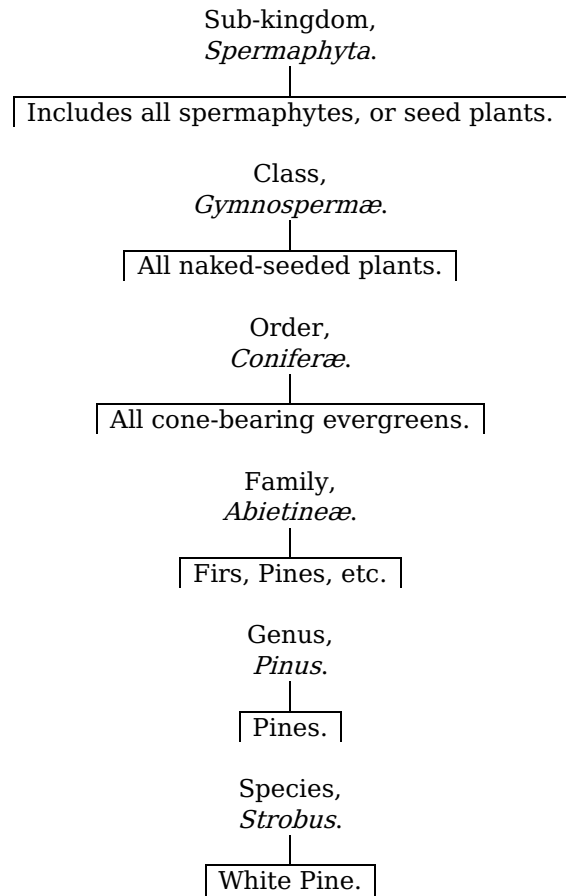 Sub-kingdom,
Spermaphyta.
Includes all spermaphytes, or seed plants.
Class,
Gymnospermæ.
All naked-seeded plants.
Order,
Coniferæ.
All cone-bearing evergreens.
Family,
Abietineæ.
Firs, Pines, etc.
Genus,
Pinus.
Pines.
Species,
Strobus.
White Pine.